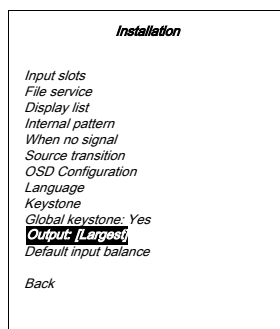 Installation
Input slots
File service
Display list
Internal pattern
When no signal
Source transition
OSD Configuration
Language
Keystone
Global keystone: Yes
Output: [Largest]
Default input balance
Back